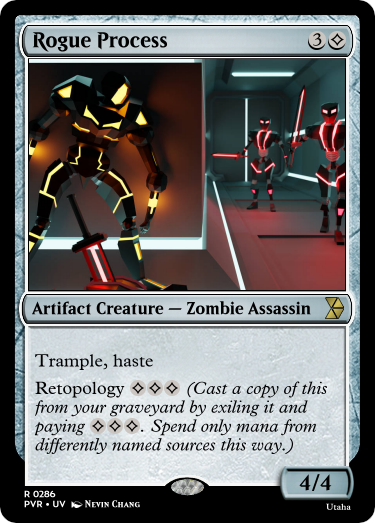 Rogue Process 3
Artifact Creature — Zombie Assassin
Trample, haste
Retopology (Cast a copy of this
from your graveyard by exiling it and
paying . Spend only mana from
differently named sources this way.)
4/4
R 0286
PVR • UV Nevin Chang
Utaha